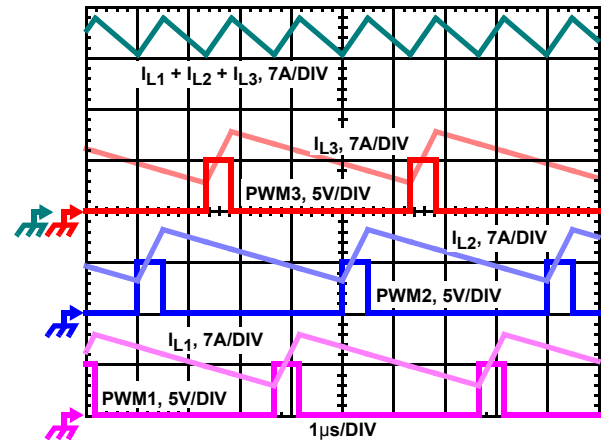 IL1 + IL2 + IL3, 7A/DIV
IL3, 7A/DIV
PWM3, 5V/DIV
IL2, 7A/DIV
PWM2, 5V/DIV
IL1, 7A/DIV
PWM1, 5V/DIV
1µs/DIV